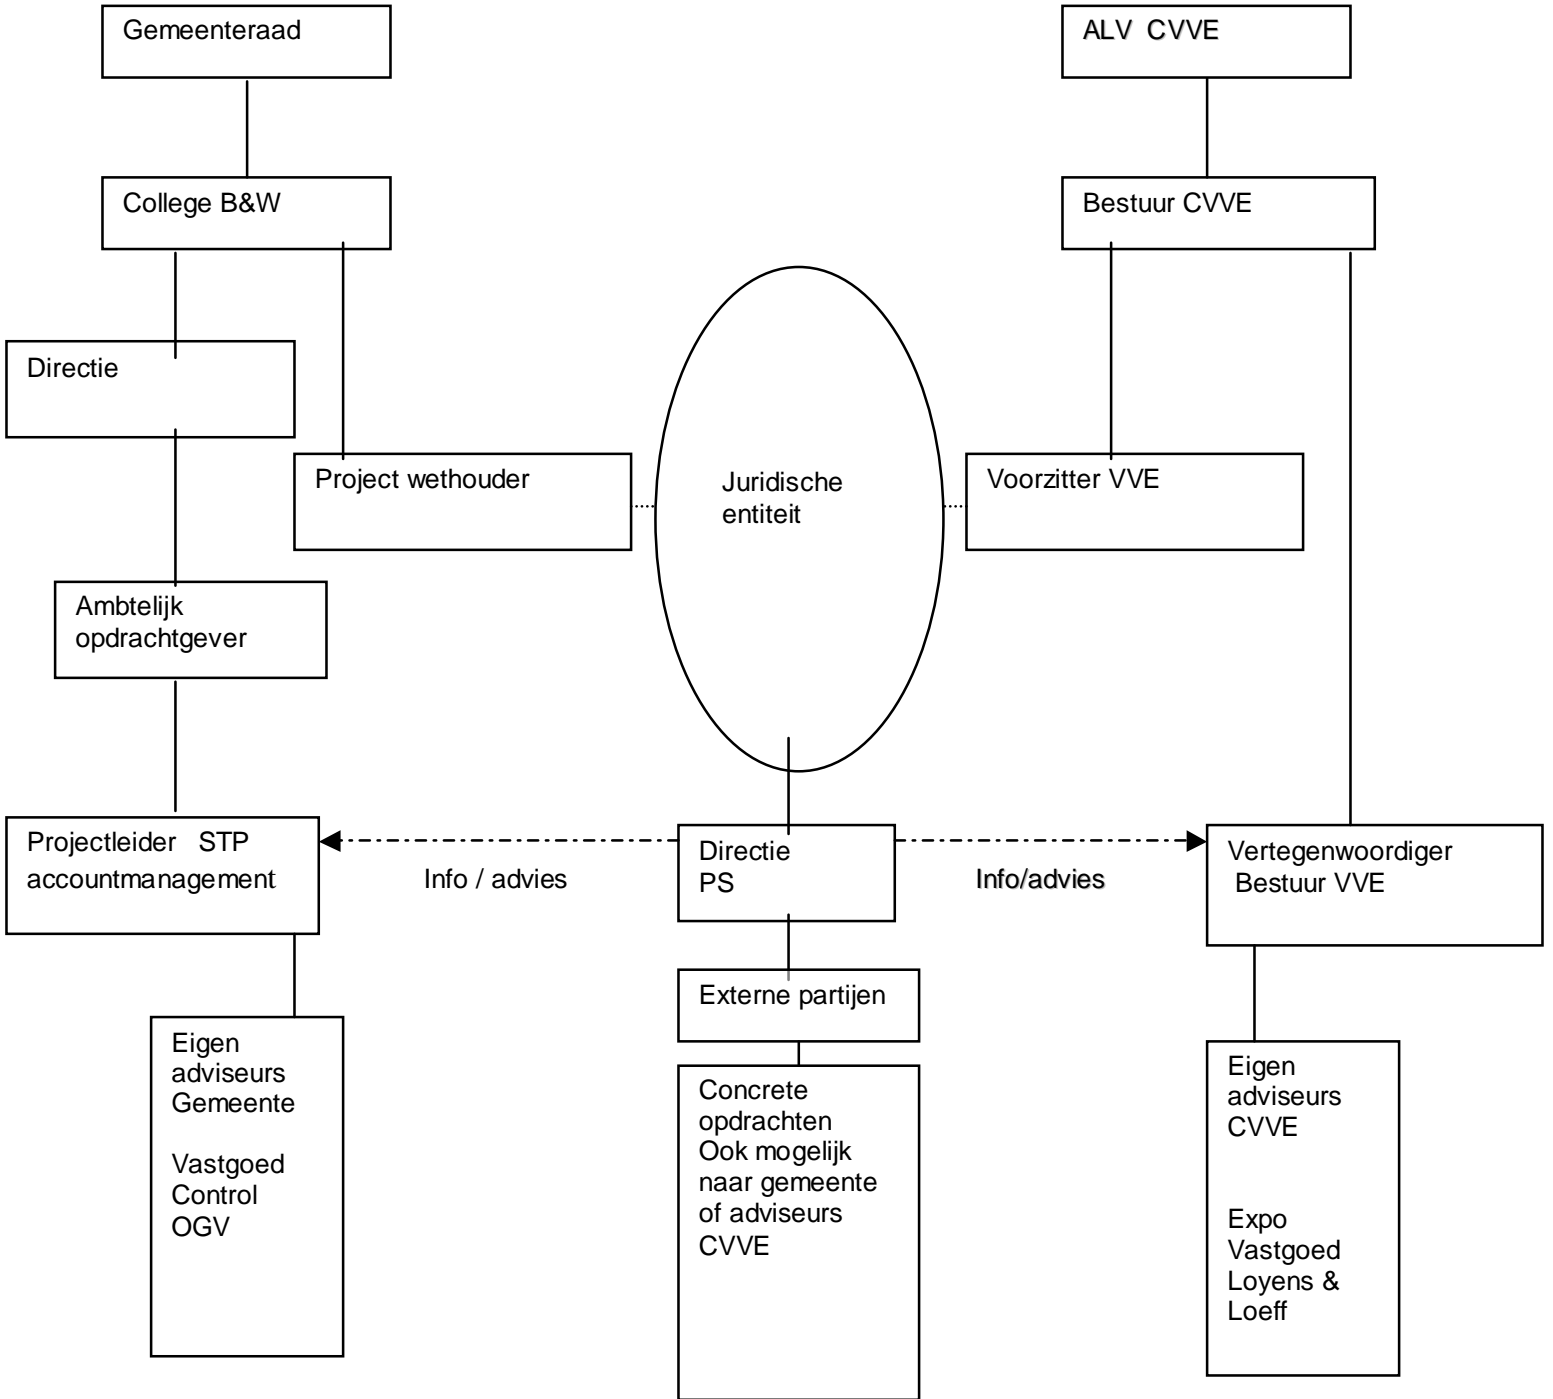 Gemeenteraad
ALV CVVE
College B&W
Bestuur CVVE
Directie
Project wethouder
Juridische
entiteit
Voorzitter VVE
Ambtelijk
opdrachtgever
Projectleider STP
accountmanagement
Info / advies
Directie
PS
Info/advies
Vertegenwoordiger
Bestuur VVE
Externe partijen
Eigen
adviseurs
Gemeente
Vastgoed
Control
OGV
Concrete
opdrachten
Ook mogelijk
naar gemeente
of adviseurs
CVVE
Eigen
adviseurs
CVVE
Expo
Vastgoed
Loyens &
Loeff